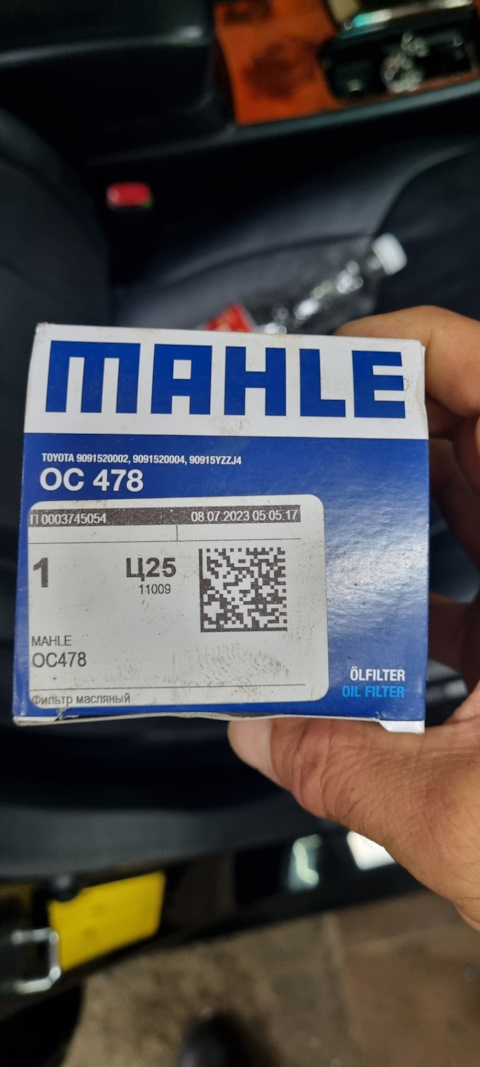 MAHLE
TOYOTA 9091520002, 9091520004, 90915YZZJ4
OC 478
П 0003745054 08.07.2023 05:05:17
1 Ц25
11009
MAHLE
OC478
Фильтр масляный
ÖLFILTER
OIL FILTER